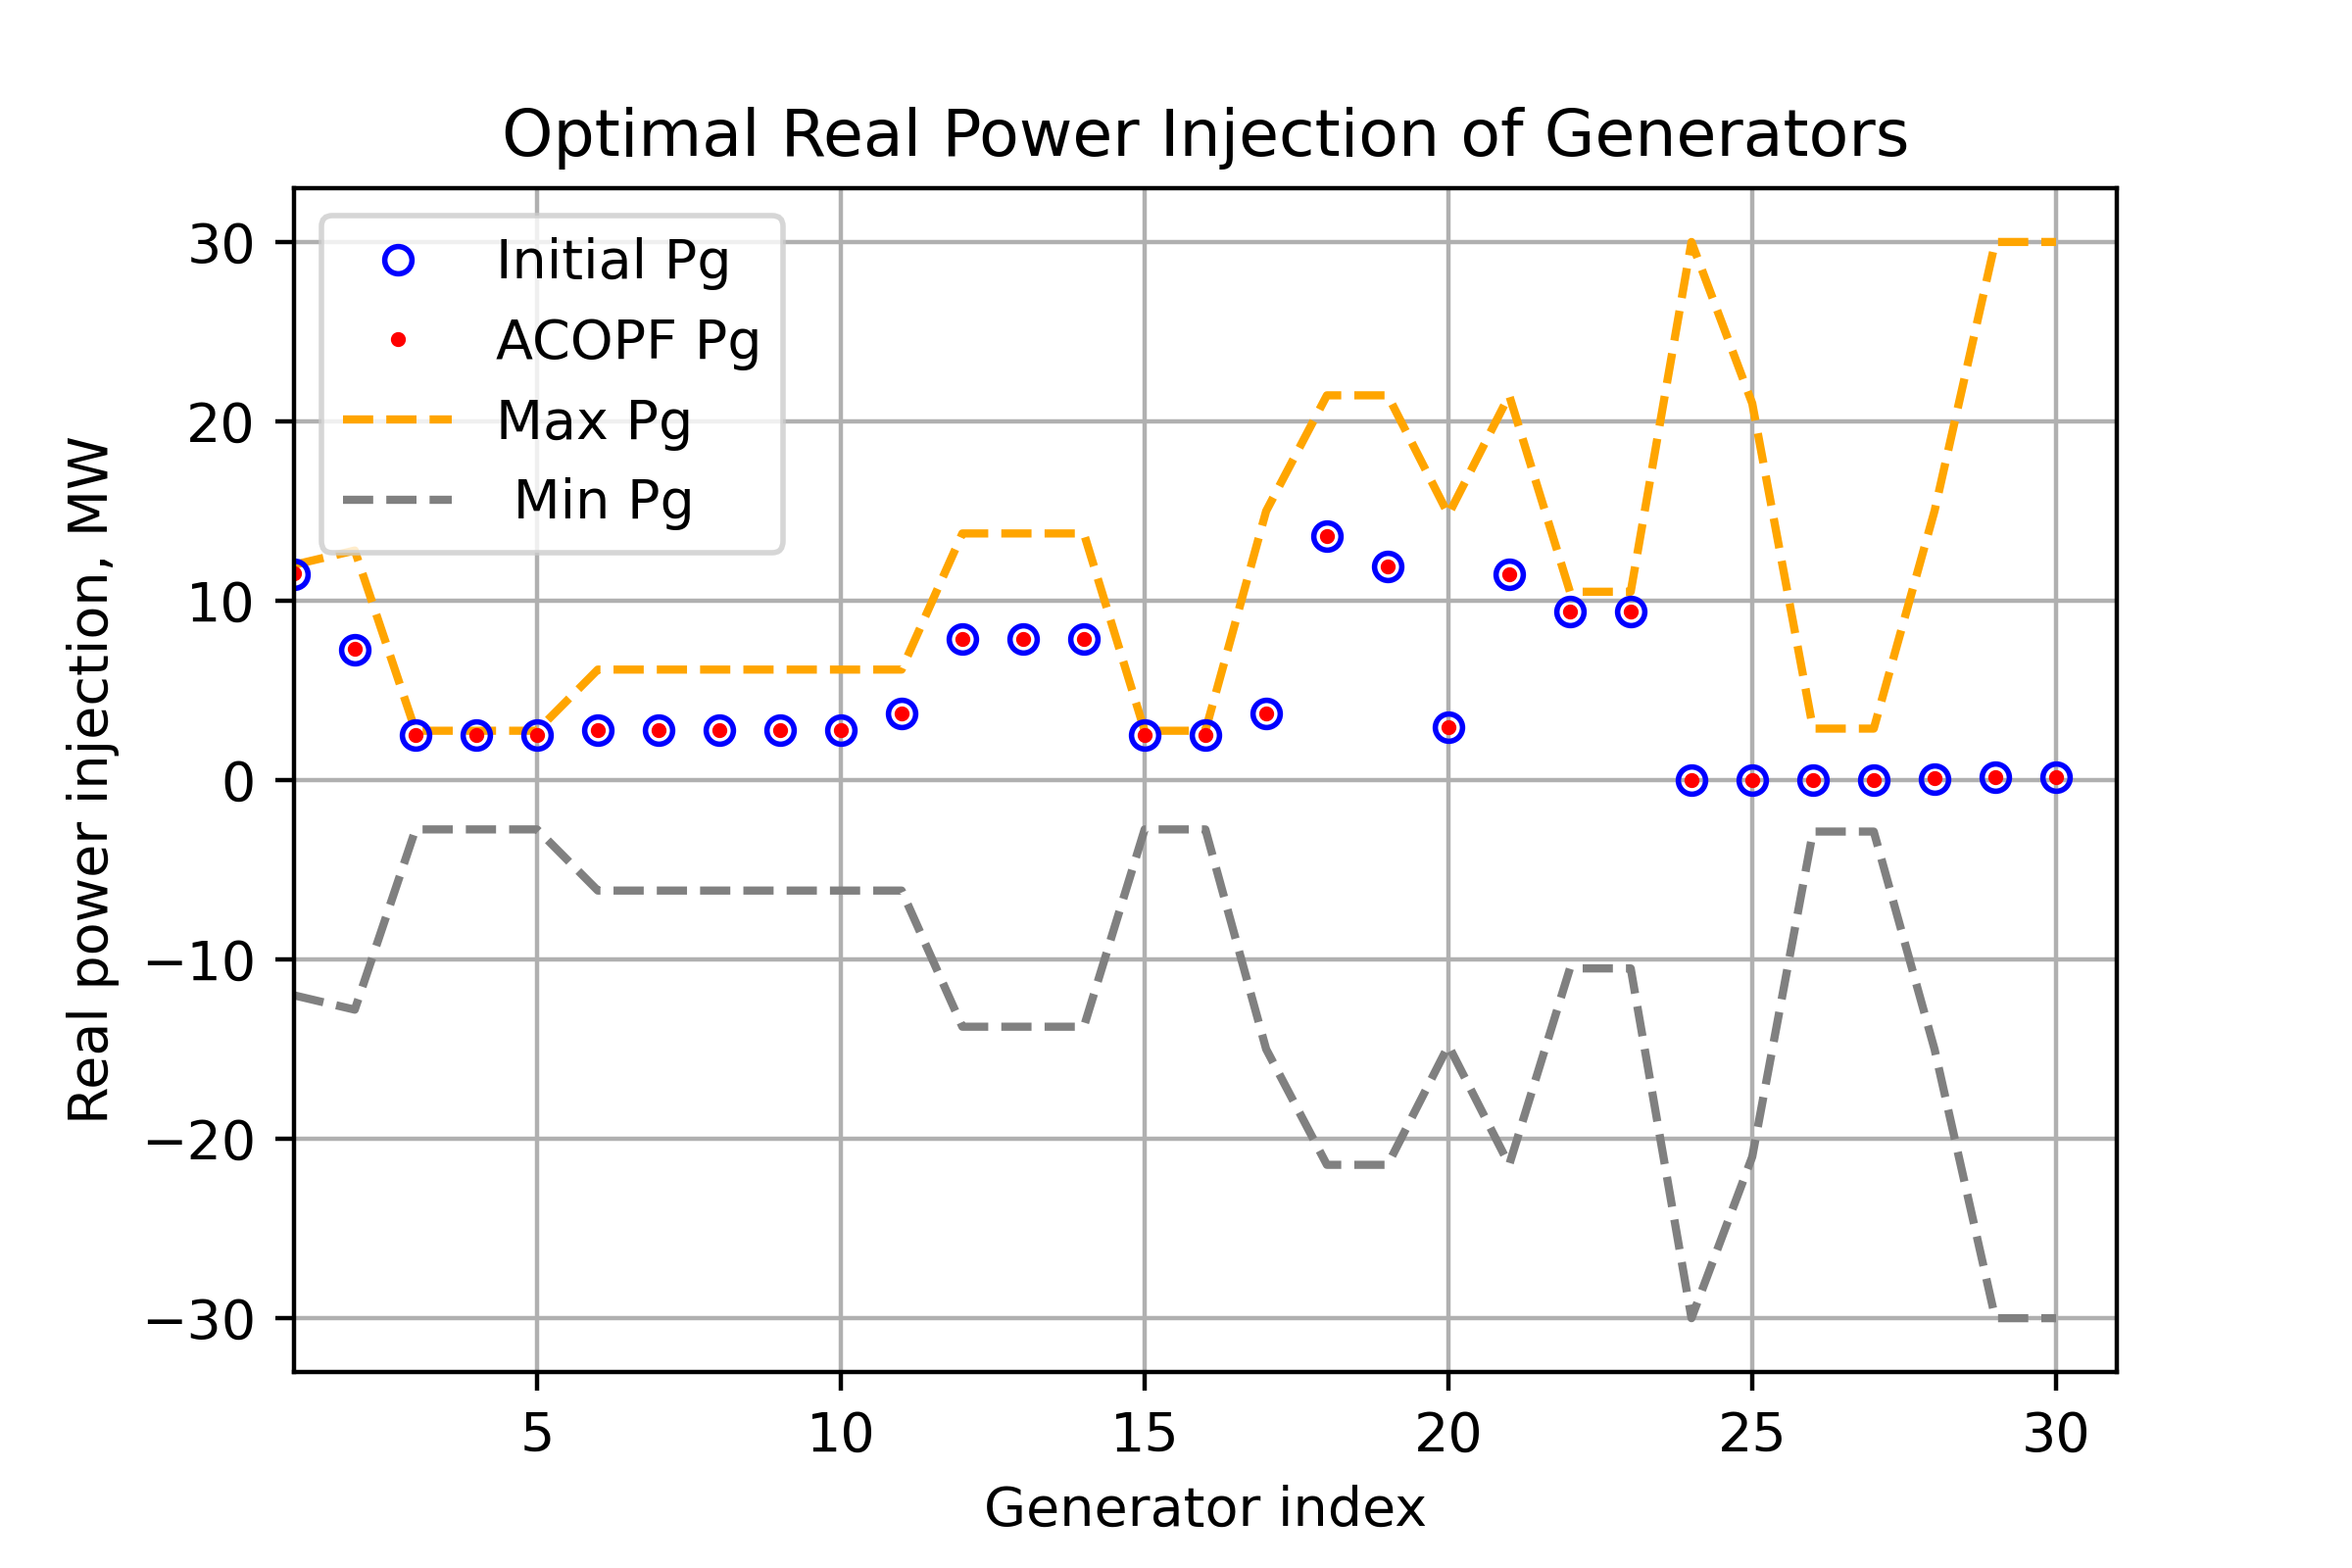 Optimal Real Power Injection of Generators
Initial Pg
ACOPF Pg
Max Pg
Min Pg
30
20
10
0
−10
−20
−30
Real power injection, MW
5 10 15 20 25 30
Generator index